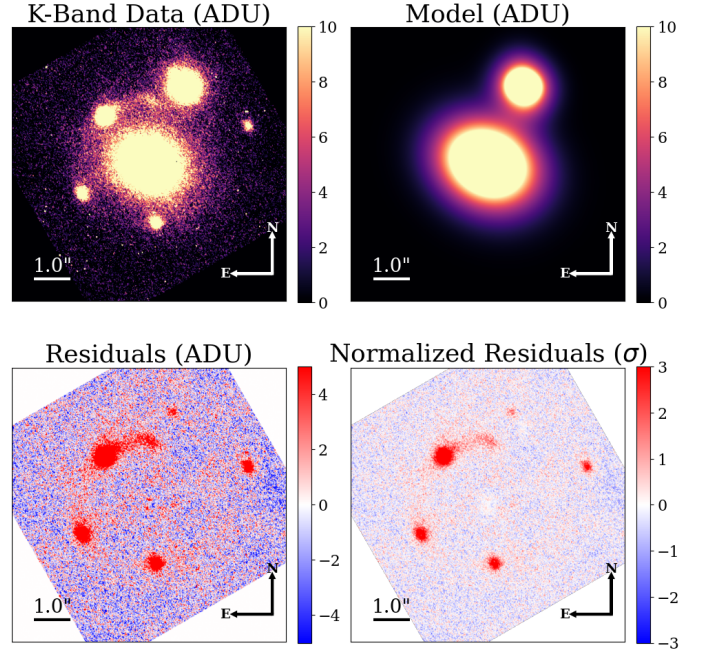 K-Band Data (ADU)
Model (ADU)
10
8
6
4
2
0
N
E
1.0"
10
8
6
4
2
0
N
E
1.0"
Residuals (ADU)
Normalized Residuals (σ)
4
2
0
−2
−4
N
E
1.0"
3
2
1
0
−1
−2
−3
N
E
1.0"